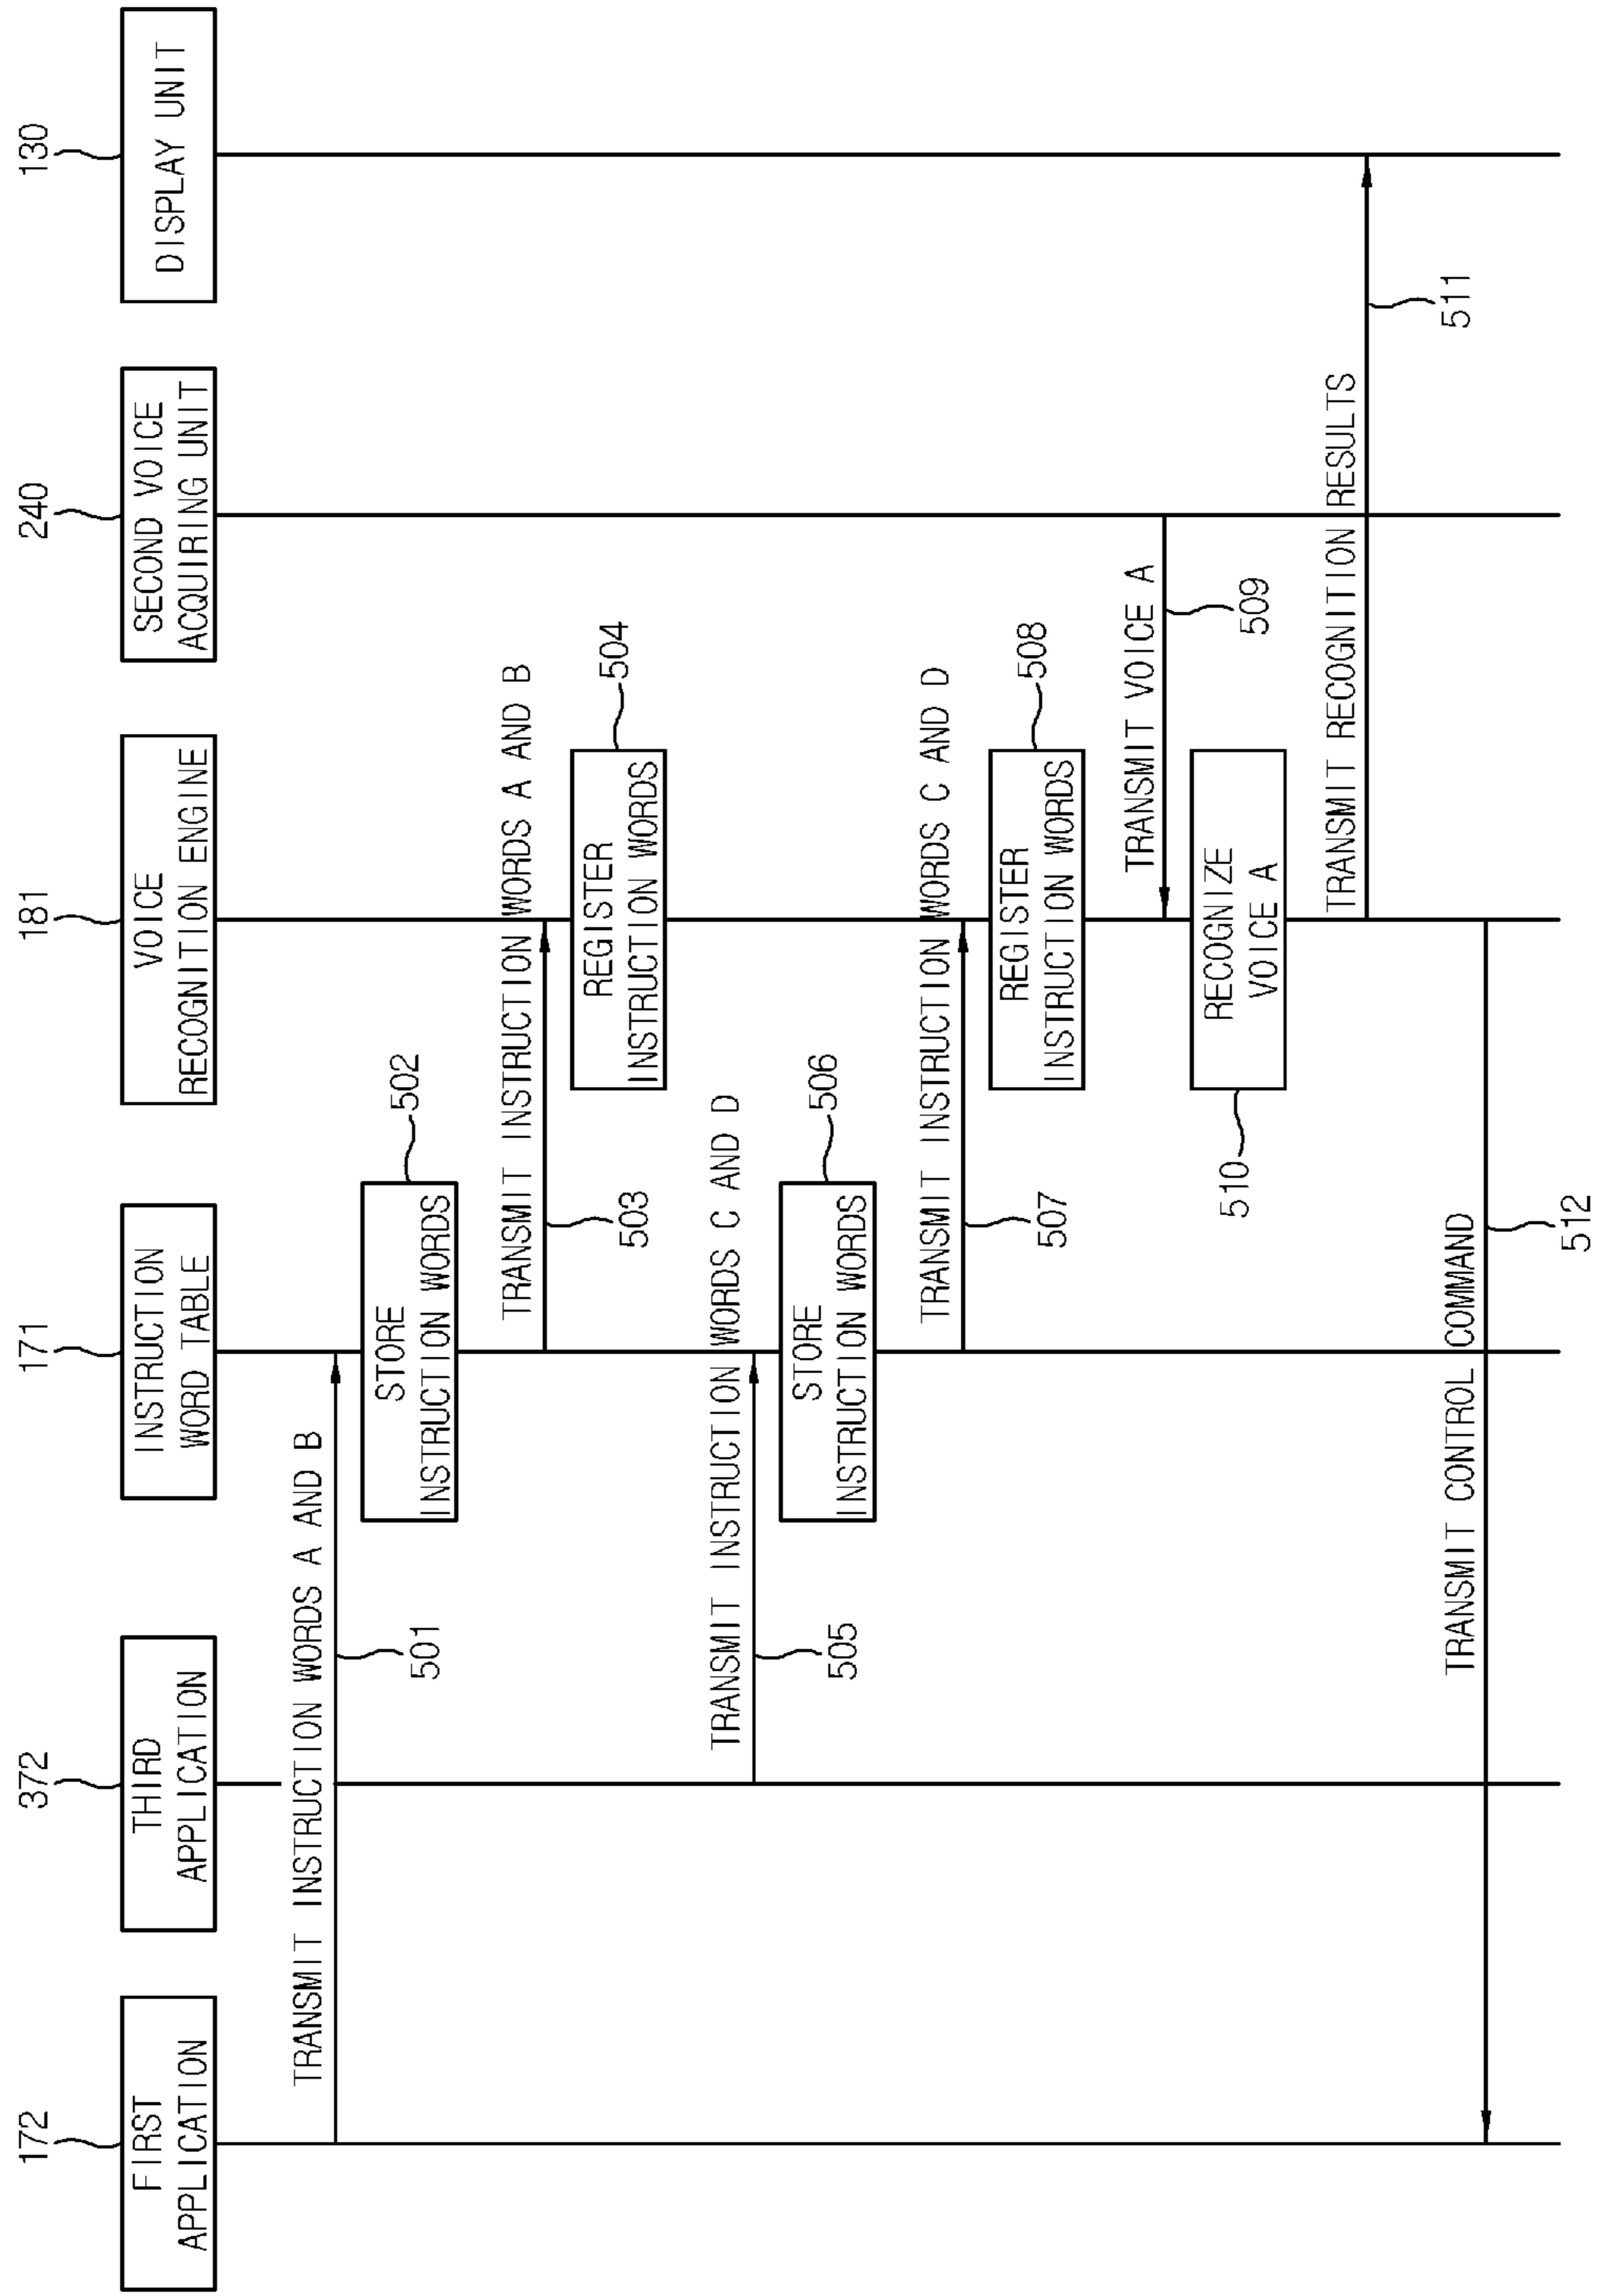 172
FIRST
APPLICATION
372
THIRD
APPLICATION
171
INSTRUCTION
WORD TABLE
181
VOICE
RECOGNITION ENGINE
240
SECOND VOICE
ACQUIRING UNIT
130
DISPLAY UNIT
TRANSMIT INSTRUCTION WORDS A AND B
501
STORE
INSTRUCTION WORDS
502
TRANSMIT INSTRUCTION WORDS A AND B
503
REGISTER
INSTRUCTION WORDS
504
TRANSMIT INSTRUCTION WORDS C AND D
505
STORE
INSTRUCTION WORDS
506
TRANSMIT INSTRUCTION WORDS C AND D
507
REGISTER
INSTRUCTION WORDS
508
TRANSMIT VOICE A
509
RECOGNIZE
VOICE A
510
TRANSMIT RECOGNITION RESULTS
511
TRANSMIT CONTROL COMMAND
512